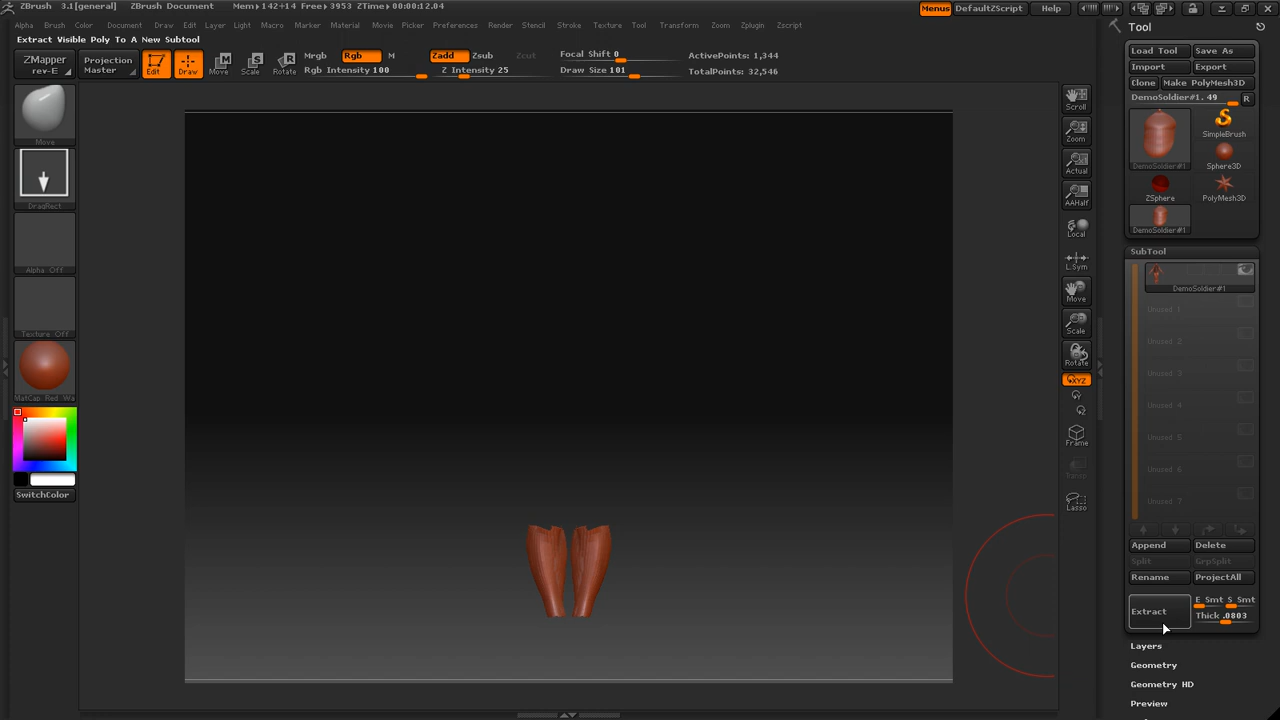 ZBrush 3.1[general] ZBrush Document Mem▸142+14 Free▸3953 ZTime▸00:00:12.04 Menus DefaultZScript Help
Alpha Brush Color Document Draw Edit Layer Light Macro Marker Material Movie Picker Preferences Render Stencil Stroke Texture Tool Transform Zoom Zplugin Zscript
Extract Visible Poly To A New Subtool
ZMapper rev-E
Projection Master
Edit Draw Move Scale Rotate
Mrgb Rgb M
Rgb Intensity 100
Zadd Zsub Zcut
Z Intensity 25
Focal Shift 0
Draw Size 101
ActivePoints: 1,344
TotalPoints: 32,546
Move
DragRect
Alpha Off
Texture Off
MatCap Red Wa
SwitchColor
Scroll
Zoom
Actual
AAHalf
Local
L.Sym
Move
Scale
Rotate
XYZ
Frame
Transp
Lasso
Tool
Load Tool Save As
Import Export
Clone Make PolyMesh3D
DemoSoldier#1. 49 R
DemoSoldier#1 SimpleBrush
Sphere3D
ZSphere PolyMesh3D
DemoSoldier#1
SubTool
DemoSoldier#1
Unused 1
Unused 2
Unused 3
Unused 4
Unused 5
Unused 6
Unused 7
Append Delete
Split GrpSplit
Rename ProjectAll
Extract E Smt S Smt
Thick .0803
Layers
Geometry
Geometry HD
Preview